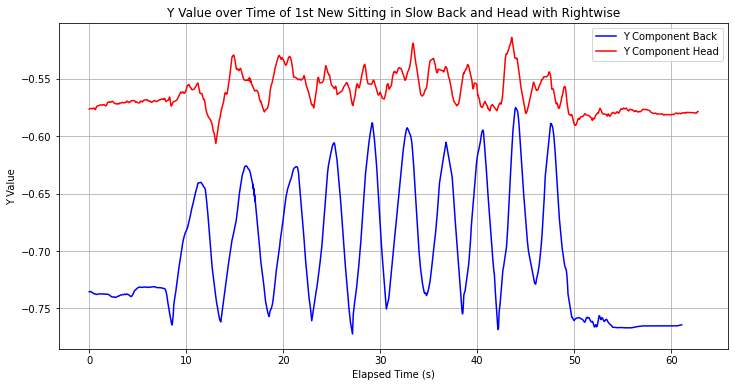 Y Value over Time of 1st New Sitting in Slow Back and Head with Rightwise
Y Component Back
Y Component Head
Y Value
−0.55
−0.60
−0.65
−0.70
−0.75
0 10 20 30 40 50 60
Elapsed Time (s)